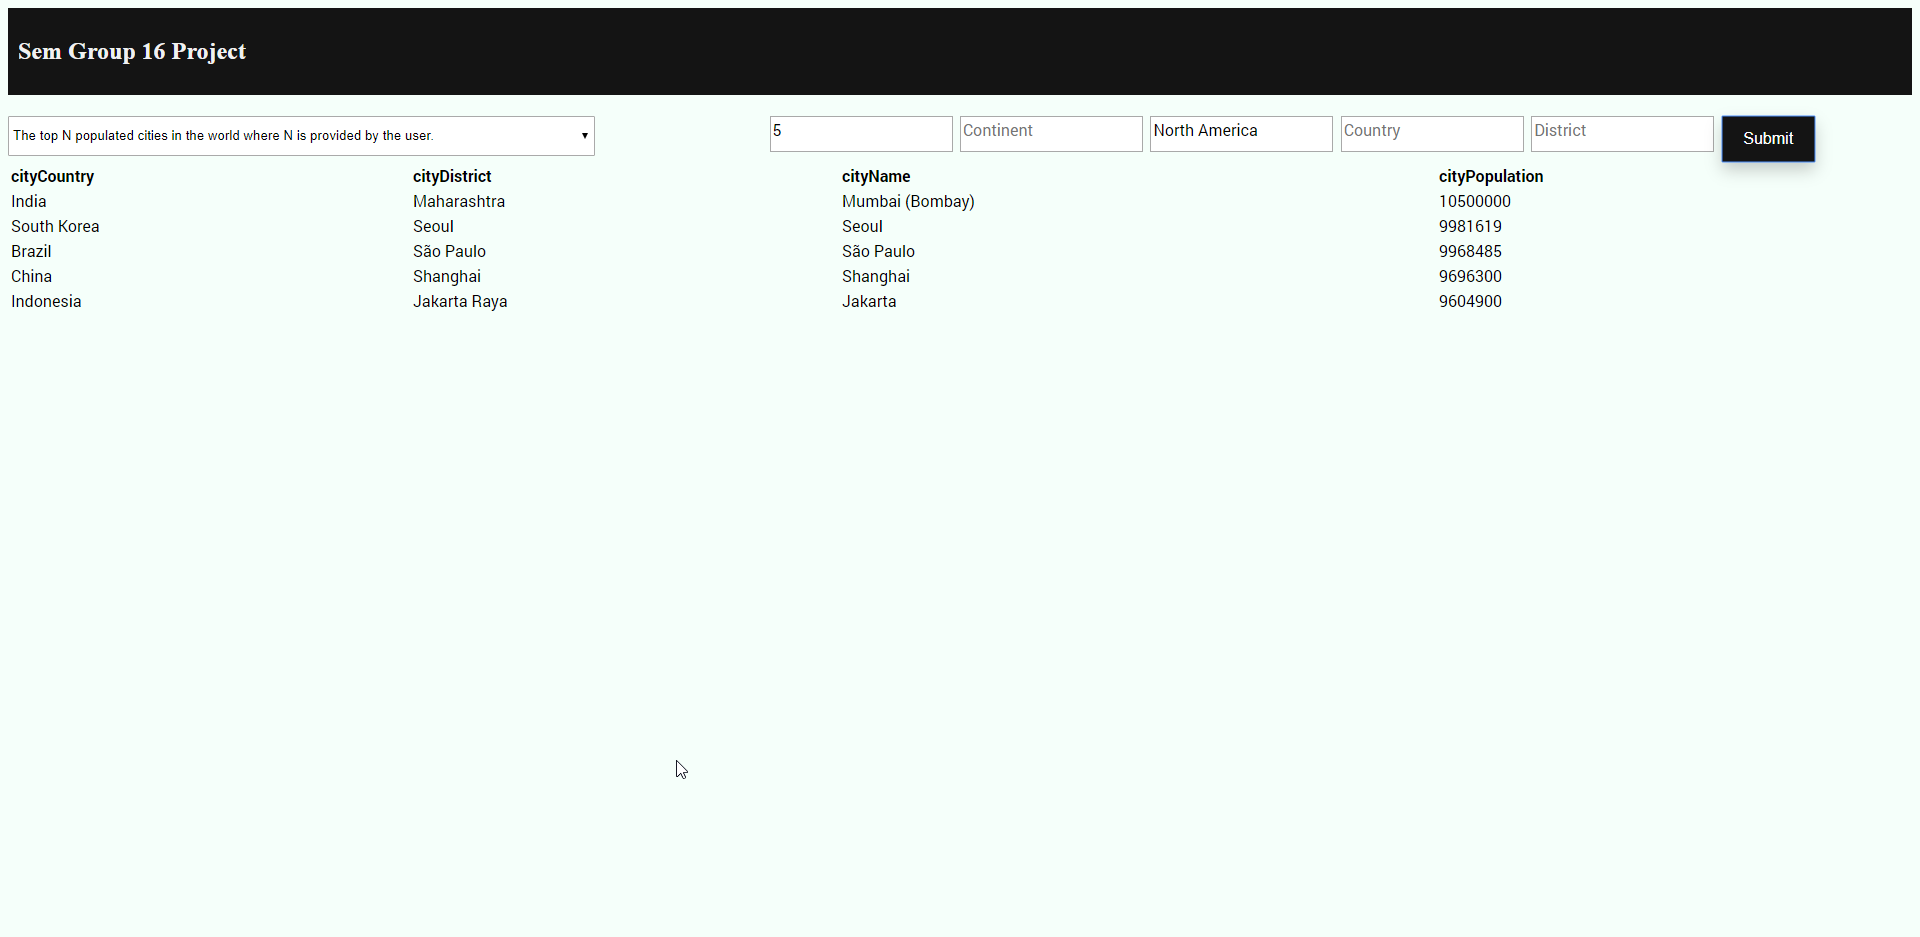 Sem Group 16 Project
The top N populated cities in the world where N is provided by the user. 5 Continent North America Country District Submit
cityCountry cityDistrict cityName cityPopulation
India Maharashtra Mumbai (Bombay) 10500000
South Korea Seoul Seoul 9981619
Brazil São Paulo São Paulo 9968485
China Shanghai Shanghai 9696300
Indonesia Jakarta Raya Jakarta 9604900